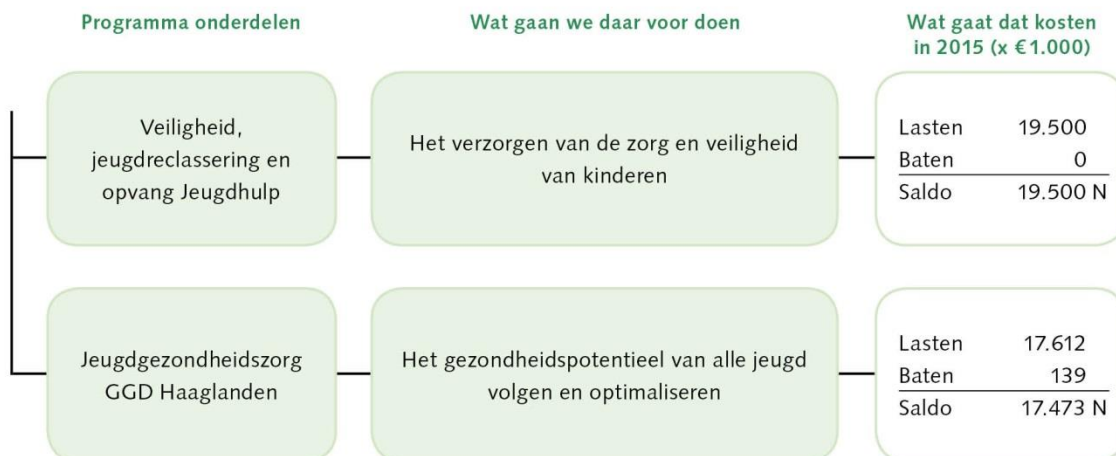 Programma onderdelen
Wat gaan we daar voor doen
Wat gaat dat kosten
in 2015 (x €1.000)
Veiligheid,
jeugdreclassering en
opvang Jeugdhulp
Het verzorgen van de zorg en veiligheid
van kinderen
Lasten 19.500
Baten 0
Saldo 19.500 N
Jeugdgezondheidszorg
GGD Haaglanden
Het gezondheidspotentieel van alle jeugd
volgen en optimaliseren
Lasten 17.612
Baten 139
Saldo 17.473 N